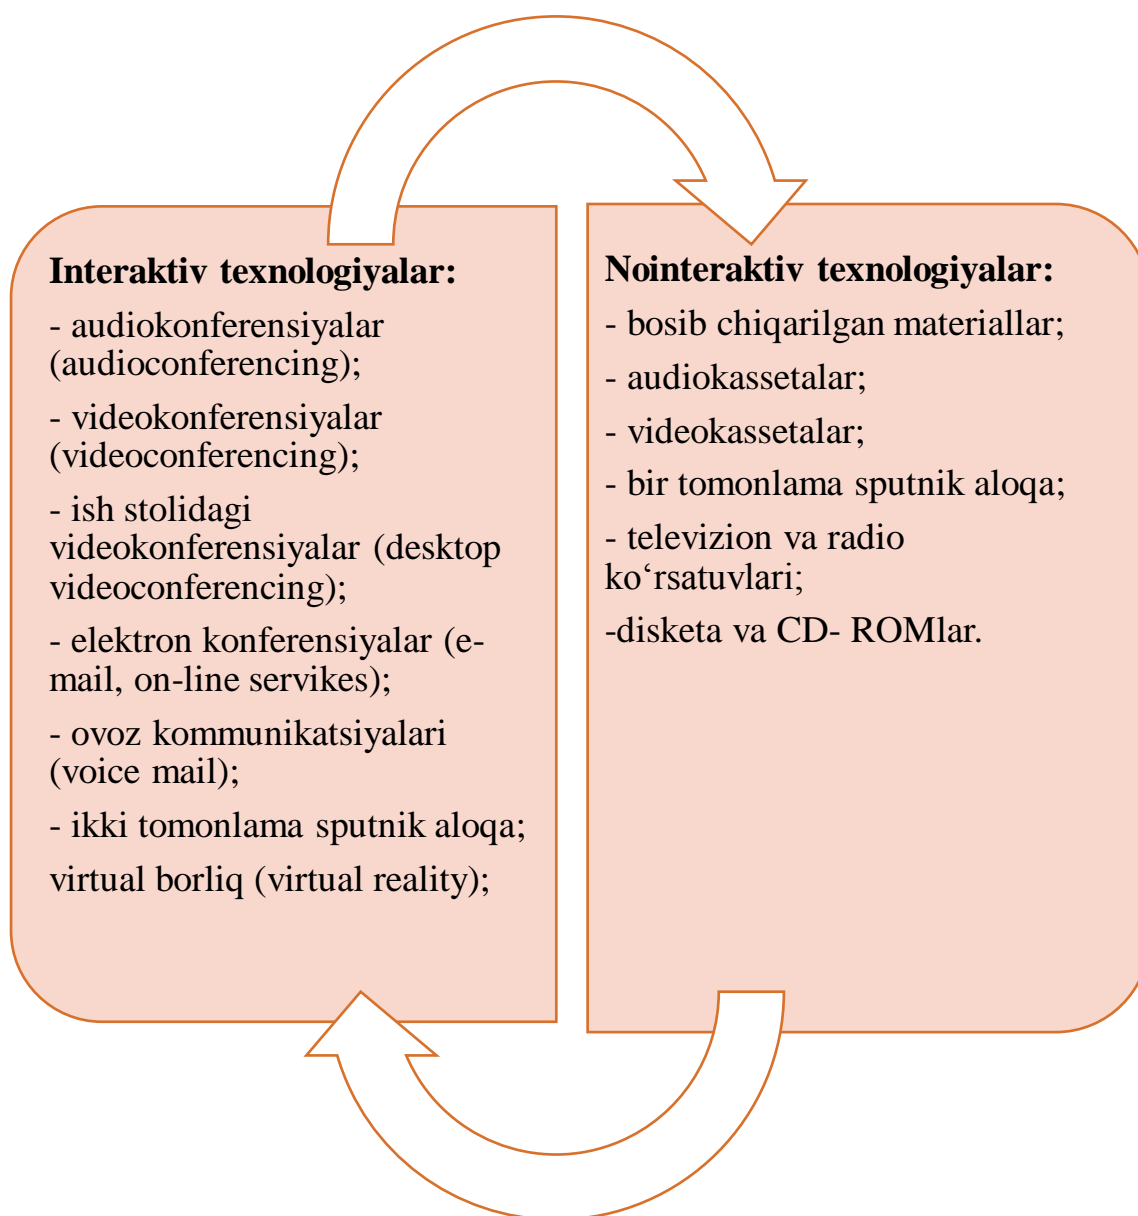 Interaktiv texnologiyalar:
- audiokonferensiyalar
(audioconferencing);
- videokonferensiyalar
(videoconferencing);
- ish stolidagi
videokonferensiyalar (desktop
videoconferencing);
- elektron konferensiyalar (e-
mail, on-line servikes);
- ovoz kommunikatsiyalari
(voice mail);
- ikki tomonlama sputnik aloqa;
virtual borliq (virtual reality);
Nointeraktiv texnologiyalar:
- bosib chiqarilgan materiallar;
- audiokassetalar;
- videokassetalar;
- bir tomonlama sputnik aloqa;
- televizion va radio
ko‘rsatuvlari;
-disketa va CD- ROMlar.